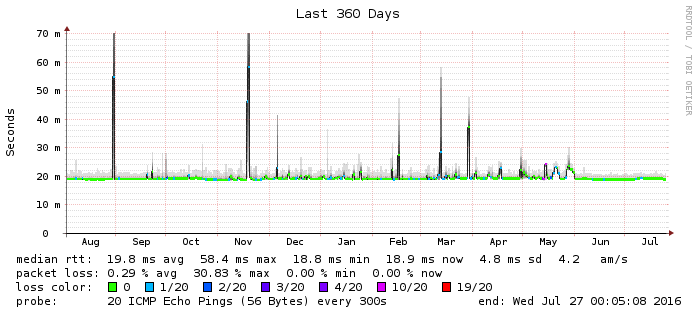 Last 360 Days
RRDTOOL / TOBI OETIKER
Seconds
70 m
60 m
50 m
40 m
30 m
20 m
10 m
0
Aug Sep Oct Nov Dec Jan Feb Mar Apr May Jun Jul
median rtt: 19.8 ms avg 58.4 ms max 18.8 ms min 18.9 ms now 4.8 ms sd 4.2 am/s
packet loss: 0.29 % avg 30.83 % max 0.00 % min 0.00 % now
loss color: 0 1/20 2/20 3/20 4/20 10/20 19/20
probe: 20 ICMP Echo Pings (56 Bytes) every 300s end: Wed Jul 27 00:05:08 2016